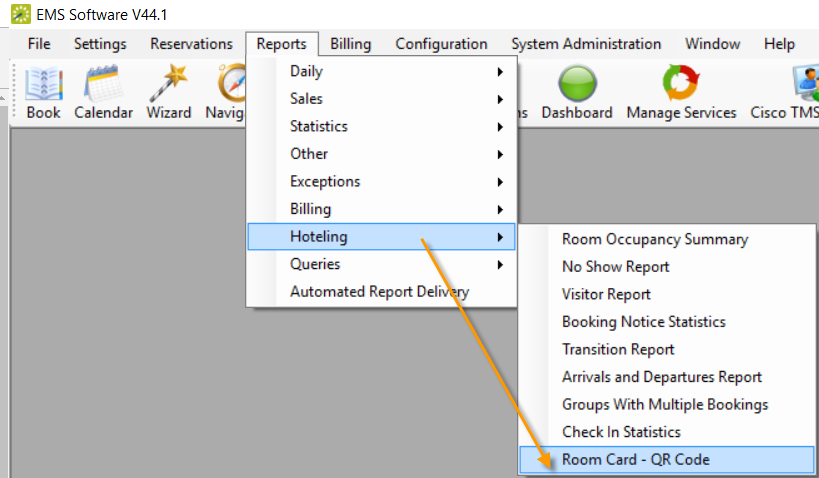 EMS Software V44.1
File Settings Reservations Reports Billing Configuration System Administration Window Help
Book Calendar Wizard Dashboard Manage Services Cisco TMS
Daily
Sales
Statistics
Other
Exceptions
Billing
Hoteling
Queries
Automated Report Delivery
Room Occupancy Summary
No Show Report
Visitor Report
Booking Notice Statistics
Transition Report
Arrivals and Departures Report
Groups With Multiple Bookings
Check In Statistics
Room Card - QR Code